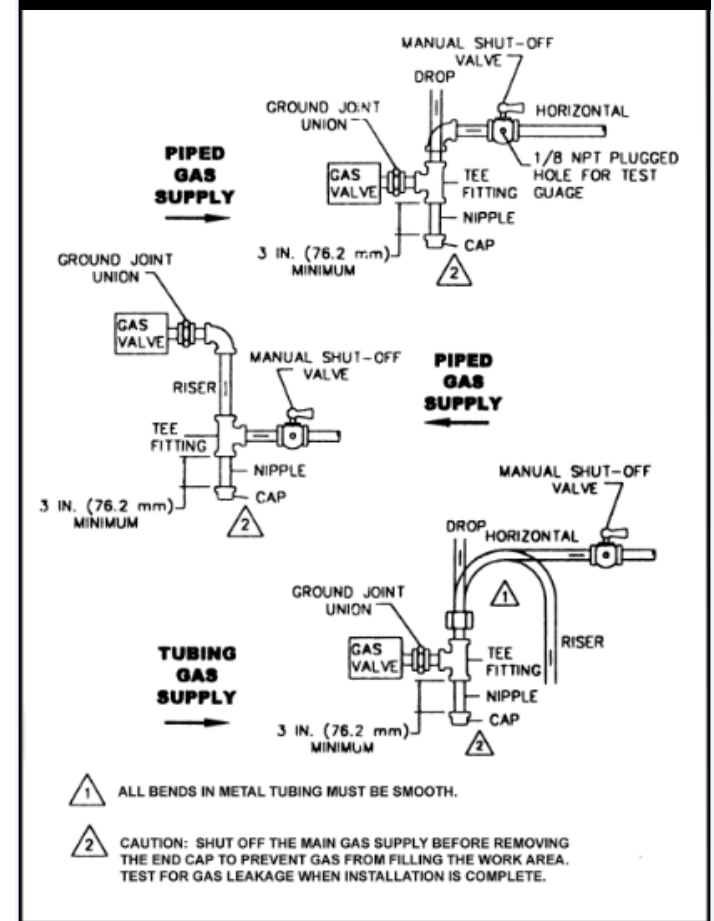 MANUAL SHUT-OFF
VALVE
DROP
GROUND JOINT
UNION
HORIZONTAL
PIPED
GAS
SUPPLY
GAS
VALVE
TEE
FITTING
1/8 NPT PLUGGED
HOLE FOR TEST
GUAGE
NIPPLE
3 IN. (76.2 mm)
MINIMUM
CAP
2
GROUND JOINT
UNION
GAS
VALVE
MANUAL SHUT-OFF
VALVE
RISER
PIPED
GAS
SUPPLY
TEE
FITTING
NIPPLE
3 IN. (76.2 mm)
MINIMUM
CAP
2
MANUAL SHUT-OFF
VALVE
DROP
HORIZONTAL
GROUND JOINT
UNION
1
RISER
TUBING
GAS
SUPPLY
GAS
VALVE
TEE
FITTING
NIPPLE
3 IN. (76.2 mm)
MINIMUM
CAP
2
1 ALL BENDS IN METAL TUBING MUST BE SMOOTH.
2 CAUTION: SHUT OFF THE MAIN GAS SUPPLY BEFORE REMOVING
THE END CAP TO PREVENT GAS FROM FILLING THE WORK AREA.
TEST FOR GAS LEAKAGE WHEN INSTALLATION IS COMPLETE.